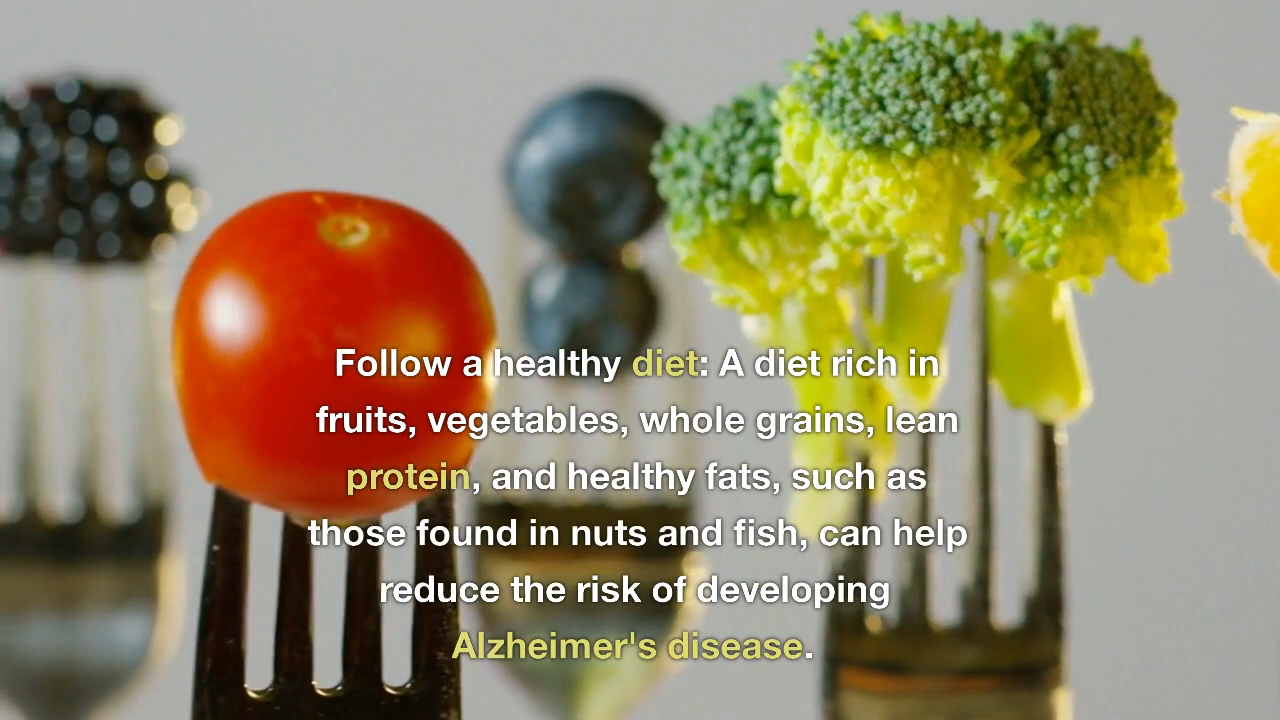 Follow a healthy diet: A diet rich in
fruits, vegetables, whole grains, lean
protein, and healthy fats, such as
those found in nuts and fish, can help
reduce the risk of developing
Alzheimer's disease.